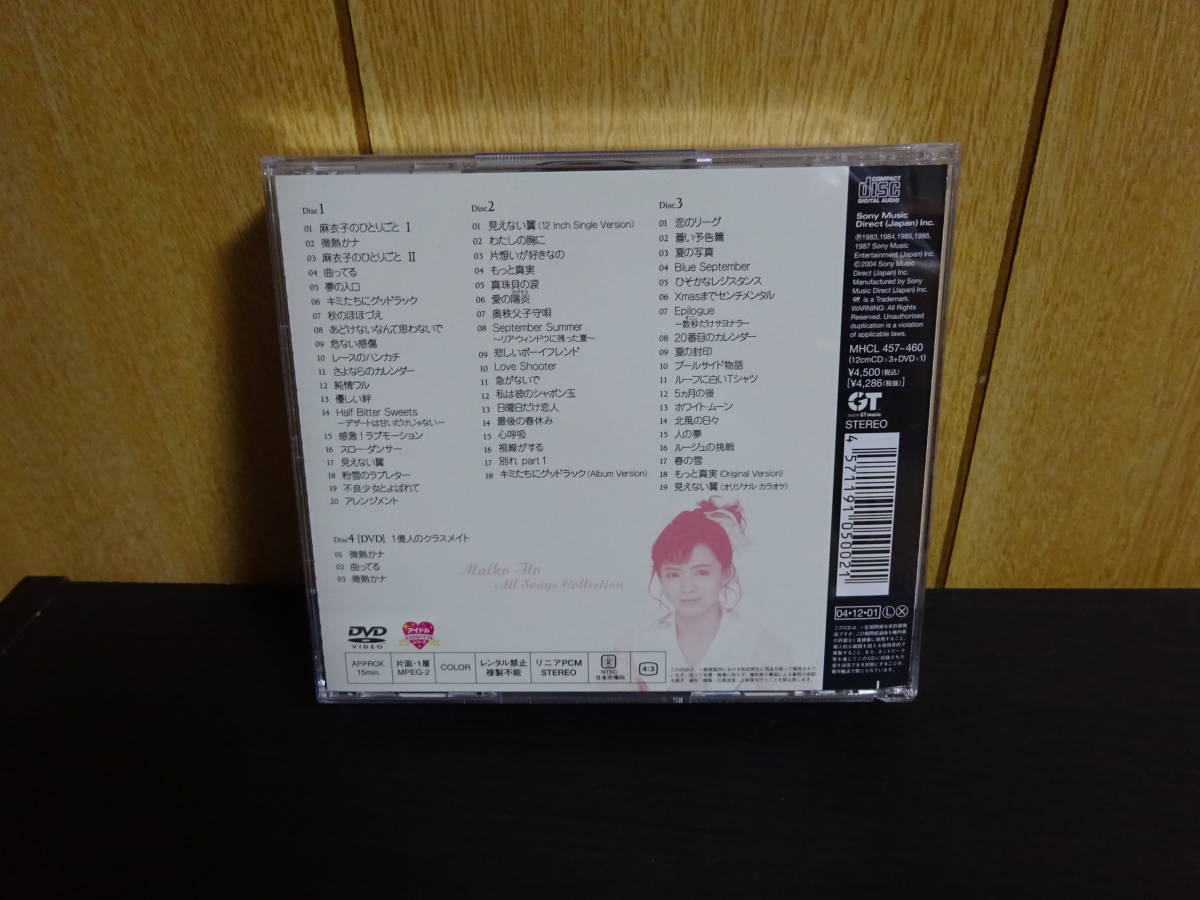 Disc1
01 麻衣子のひとりごと Ⅰ
02 微熱かナ
03 麻衣子のひとりごと Ⅱ
04 曲ってる
05 夢の入口
06 キミたちにグッドラック
07 秋のほほづえ
08 あどけないなんて思わないで
09 危ない感傷
10 レースのハンカチ
11 さよならのカレンダー
12 純情ワル
13 優しい絆
14 Half Bitter Sweets
ーデザートは甘いだけじゃないー
15 感激!ラブモーション
16 スロー・ダンサー
17 見えない翼
18 粉雪のラブレター
19 不良少女とよばれて
20 アレンジメント
Disc2
01 見えない翼 (12 Inch Single Version)
02 わたしの胸に
03 片想いが好きなの
04 もっと真実
05 真珠貝の涙
06 愛の陽炎
07 奥秩父子守唄
08 September Summer
〜リア・ウィンドウに残った夏〜
09 悲しいボーイフレンド
10 Love Shooter
11 急がないで
12 私は彼のシャボン玉
13 日曜日だけ恋人
14 最後の春休み
15 心呼吸
16 視線がする
17 別れ part 1
18 キミたちにグッドラック (Album Version)
Disc3
01 恋のリーグ
02 蒼い予告篇
03 夏の写真
04 Blue September
05 ひそかなレジスタンス
06 Xmasまでセンチメンタル
07 Epilogue
〜数秒だけサヨナラ〜
08 20番目のカレンダー
09 夏の封印
10 プールサイド物語
11 ルーフに白いTシャツ
12 5ヵ月の後
13 ホワイト・ムーン
14 北風の日々
15 人の夢
16 ルージュの挑戦
17 春の雪
18 もっと真実 (Original Version)
19 見えない翼 (オリジナル・カラオケ)
Disc4 [DVD] 1億人のクラスメイト
01 微熱かナ
02 曲ってる
03 微熱かナ
Maiko Ito
All Songs Collection
DVD
VIDEO
アイドル
APPROX.
15min.
片面・1層
MPEG-2
COLOR
レンタル禁止
複製不能
リニアPCM
STEREO
2
NTSC
日本市場向
4:3
COMPACT
disc
DIGITAL AUDIO
Sony Music
Direct (Japan) Inc.
Ⓟ1983,1984,1985,1986,
1987 Sony Music
Entertainment (Japan) Inc.
©2004 Sony Music
Direct (Japan) Inc.
Manufactured by Sony
Music Direct (Japan) Inc.
GT is a Trademark.
WARNING: All Rights
Reserved. Unauthorized
duplication is a violation
of applicable laws.
MHCL 457~460
(12cmCD×3+DVD×1)
¥4,500(税込)
[¥4,286(税抜)]
GT
GT music
STEREO
4571191050021
04・12・01 Ⓛ Ⓧ